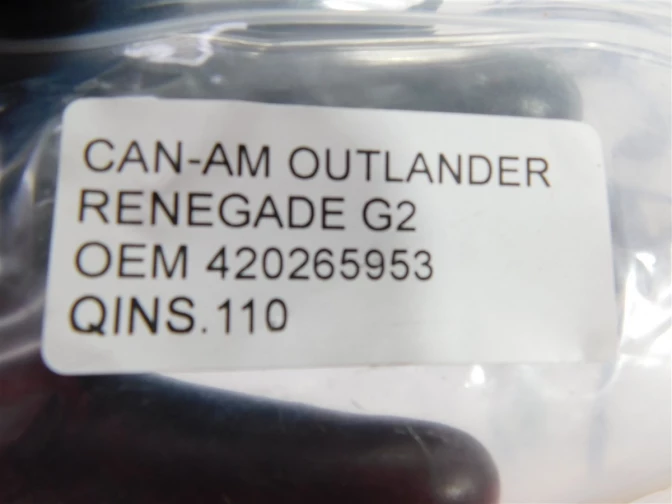 CAN-AM OUTLANDER
RENEGADE G2
OEM 420265953
QINS.110